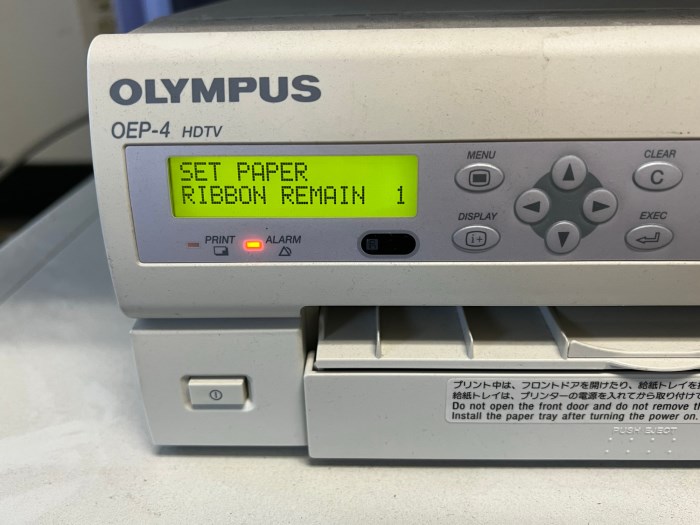 OLYMPUS
OEP-4 HDTV
SET PAPER
RIBBON REMAIN 1
MENU
CLEAR
C
DISPLAY
i+
EXEC
PRINT
ALARM
プリント中は、フロントドアを開けたり、給紙トレイを
給紙トレイは、プリンターの電源を入れてから取り付けて
Do not open the front door and do not remove
Install the paper tray after turning the power on.
PUSH EJECT